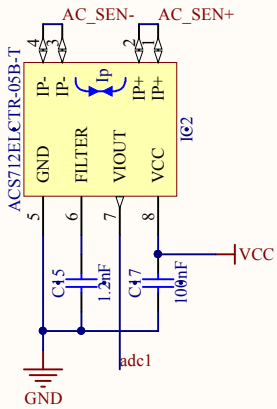 AC_SEN- AC_SEN+
4 3 2 1
IP- IP- IP+ IP+
Ip
ACS712ELCTR-05B-T
IC2
GND FILTER VIOUT VCC
5 6 7 8
VCC
C15 1.2nF C17 100nF
adc1
GND